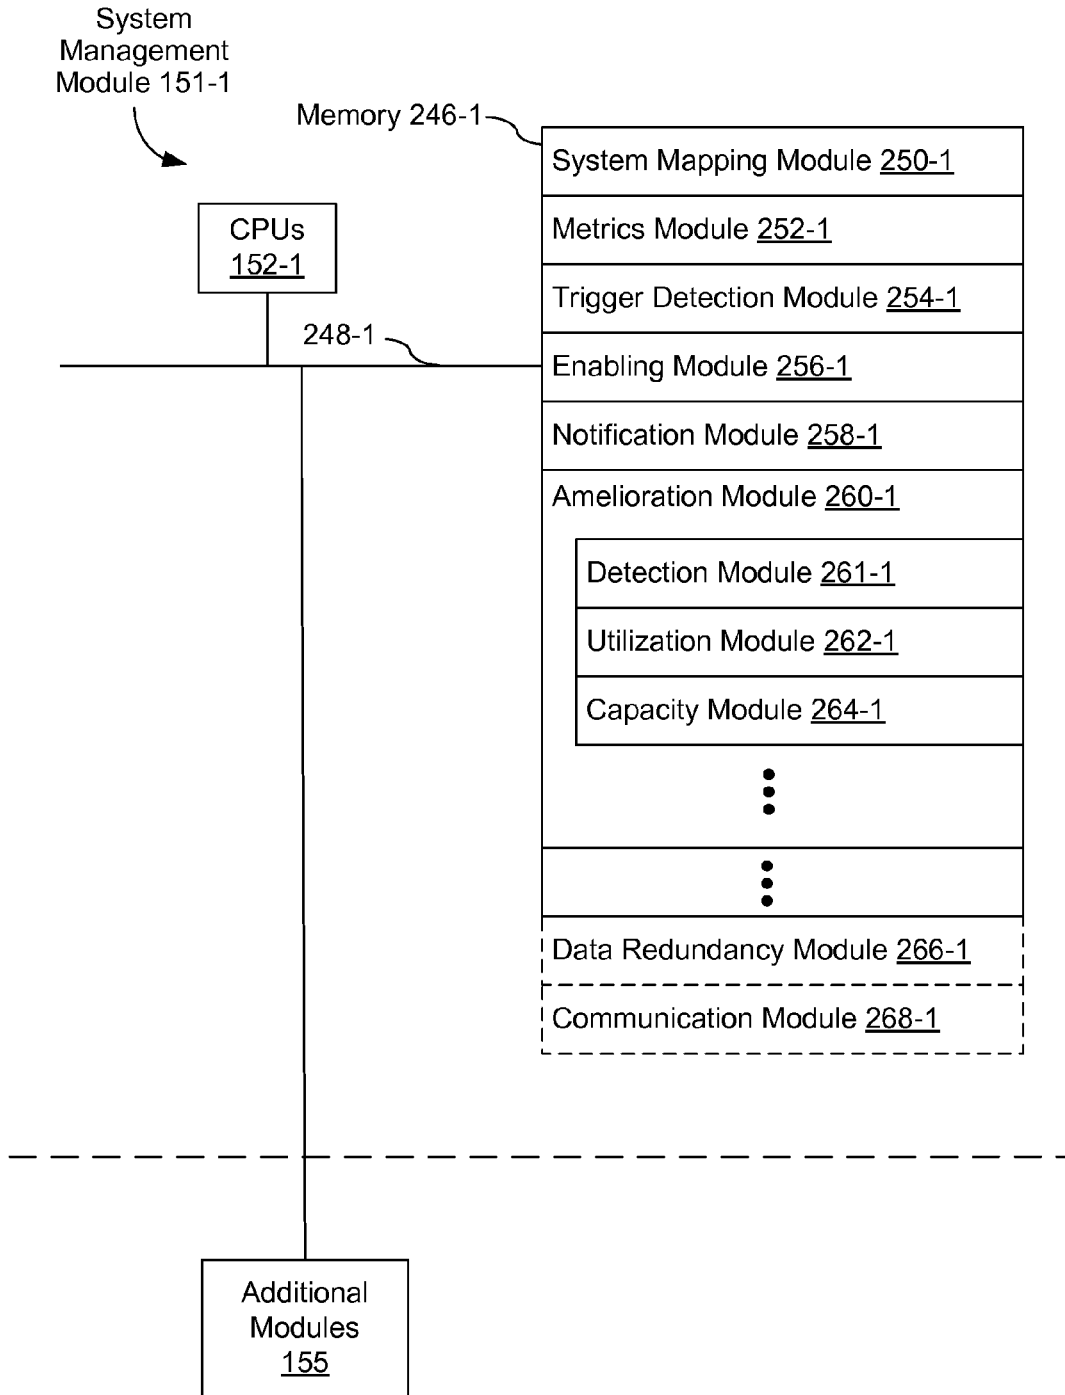 System
Management
Module 151-1
Memory 246-1
System Mapping Module 250-1
Metrics Module 252-1
CPUs
152-1
Trigger Detection Module 254-1
248-1
Enabling Module 256-1
Notification Module 258-1
Amelioration Module 260-1
Detection Module 261-1
Utilization Module 262-1
Capacity Module 264-1
Data Redundancy Module 266-1
Communication Module 268-1
Additional
Modules
155